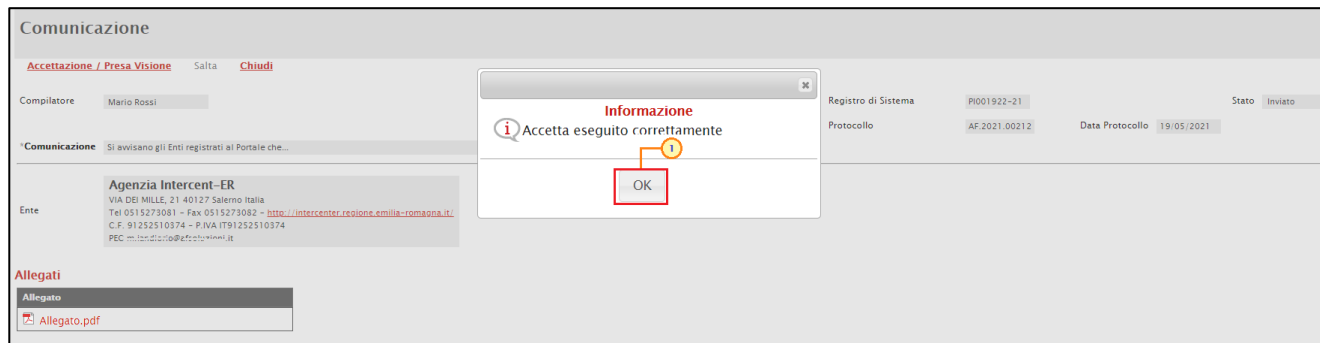 Comunicazione
Accettazione / Presa Visione Salta Chiudi
Compilatore Mario Rossi
Registro di Sistema PI001922-21 Stato Inviato
Protocollo AF.2021.00212 Data Protocollo 19/05/2021
*Comunicazione Si avvisano gli Enti registrati al Portale che...
Informazione
Accetta eseguito correttamente
1
OK
Ente
Agenzia Intercent-ER
VIA DEI MILLE, 21 40127 Salerno Italia
Tel 0515273081 - Fax 0515273082 - http://intercenter.regione.emilia-romagna.it/
C.F. 91252510374 - P.IVA IT91252510374
PEC
Allegati
Allegato
Allegato.pdf